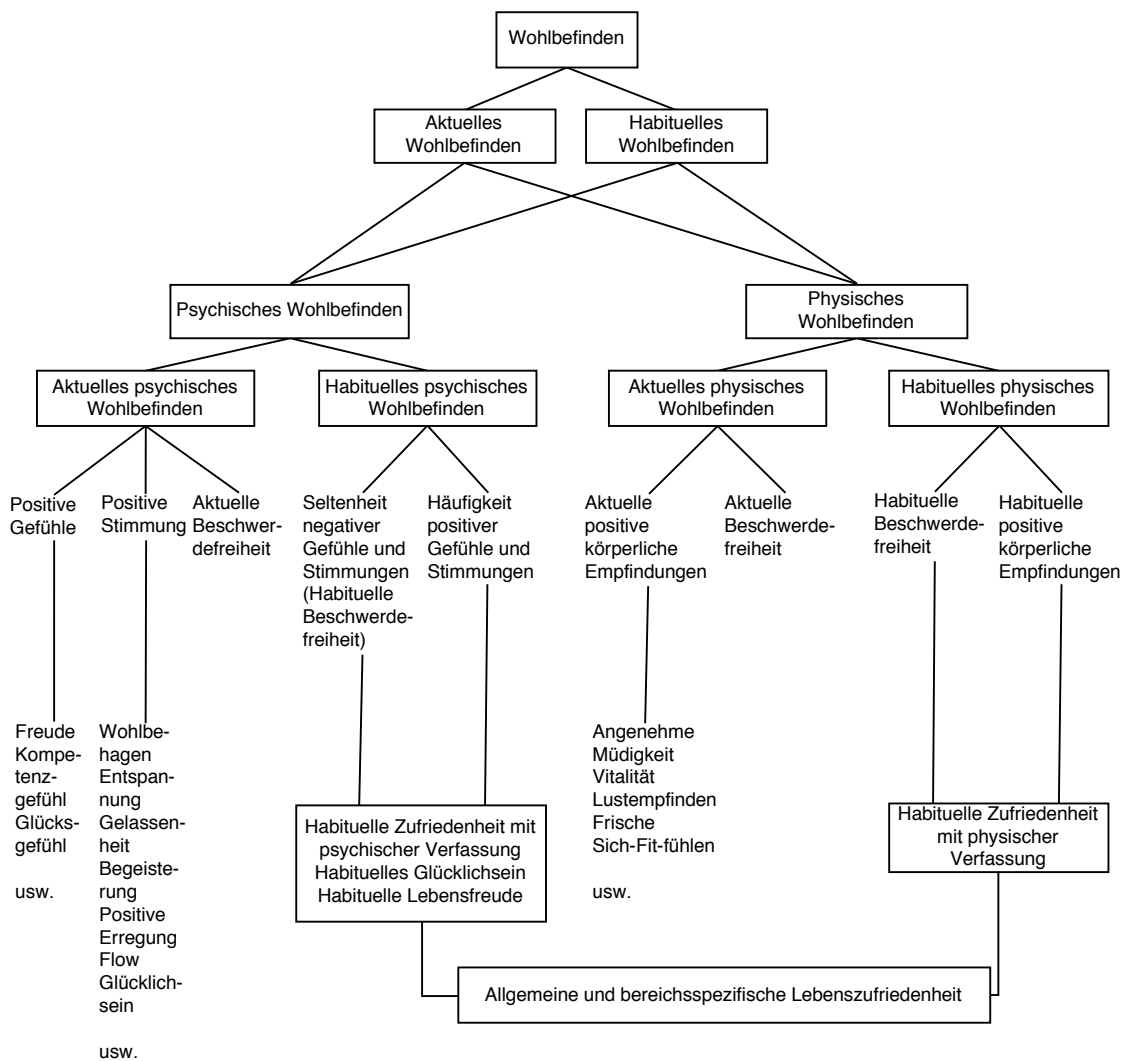 Wohlbefinden
Aktuelles
Wohlbefinden
Habituelles
Wohlbefinden
Psychisches Wohlbefinden
Physisches
Wohlbefinden
Aktuelles psychisches
Wohlbefinden
Habituelles psychisches
Wohlbefinden
Aktuelles physisches
Wohlbefinden
Habituelles physisches
Wohlbefinden
Positive
Gefühle
Positive
Stimmung
Aktuelle
Beschwer-
defreiheit
Seltenheit
negativer
Gefühle und
Stimmungen
(Habituelle
Beschwerde-
freiheit)
Häufigkeit
positiver
Gefühle und
Stimmungen
Aktuelle
positive
körperliche
Empfindungen
Aktuelle
Beschwerde-
freiheit
Habituelle
Beschwerde-
freiheit
Habituelle
positive
körperliche
Empfindungen
Freude
Kompe-
tenz-
gefühl
Glücks-
gefühl
usw.
Wohlbe-
hagen
Entspan-
nung
Gelassen-
heit
Begeiste-
rung
Positive
Erregung
Flow
Glücklich-
sein
usw.
Habituelle Zufriedenheit mit
psychischer Verfassung
Habituelles Glücklichsein
Habituelle Lebensfreude
Angenehme
Müdigkeit
Vitalität
Lustempfinden
Frische
Sich-Fit-fühlen
usw.
Habituelle Zufriedenheit
mit physischer
Verfassung
Allgemeine und bereichsspezifische Lebenszufriedenheit